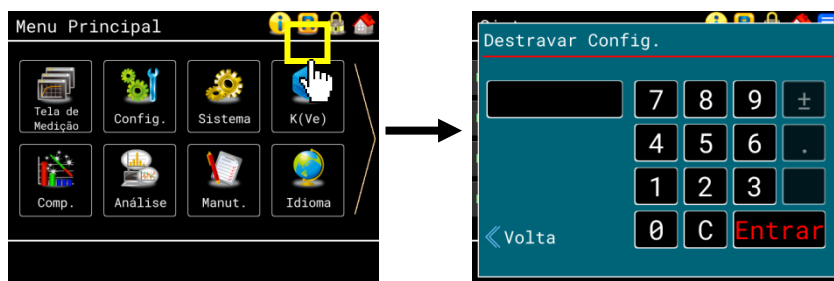 Menu Principal
Tela de
Medição
Config.
Sistema
K(Ve)
Comp.
Análise
Manut.
Idioma
Destravar Config.
7 8 9 ±
4 5 6 .
1 2 3
0 C Entrar
Volta